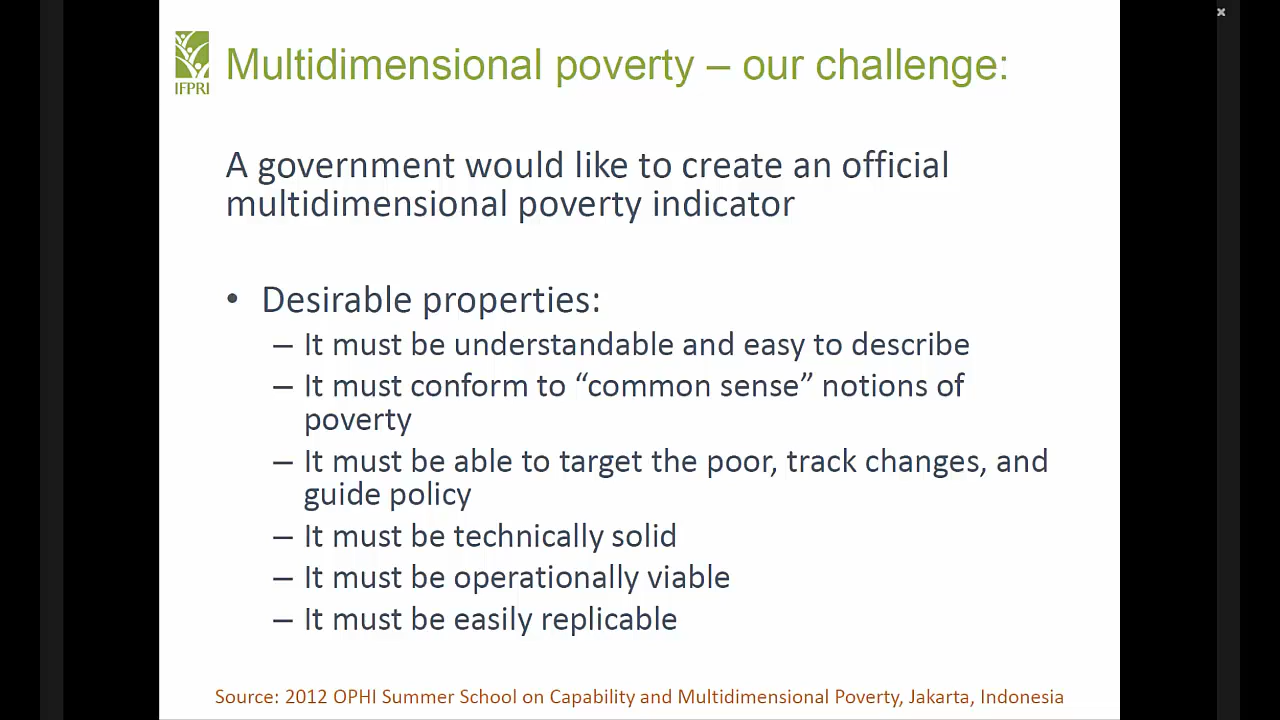 IFPRI
Multidimensional poverty – our challenge:
A government would like to create an official
multidimensional poverty indicator
• Desirable properties:
– It must be understandable and easy to describe
– It must conform to “common sense” notions of
poverty
– It must be able to target the poor, track changes, and
guide policy
– It must be technically solid
– It must be operationally viable
– It must be easily replicable
Source: 2012 OPHI Summer School on Capability and Multidimensional Poverty, Jakarta, Indonesia